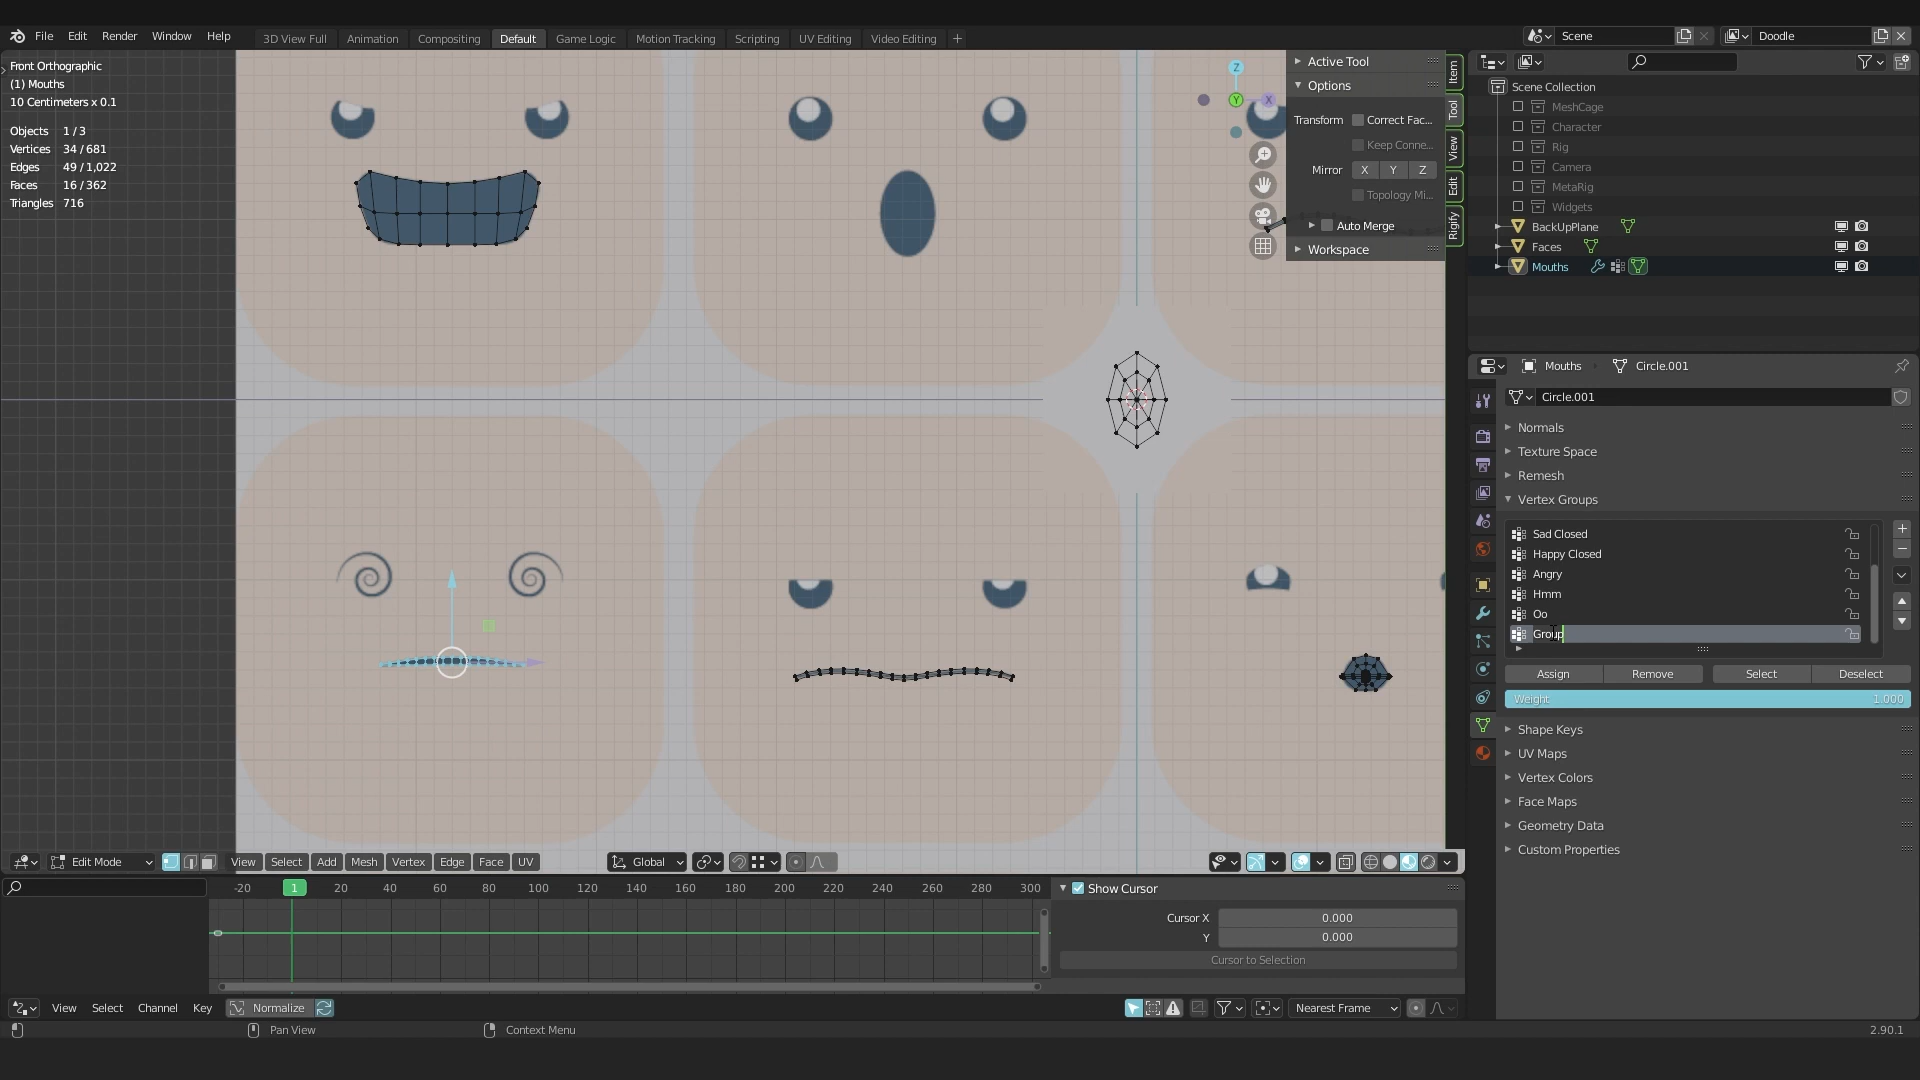 File Edit Render Window Help
3D View Full Animation Compositing Default Game Logic Motion Tracking Scripting UV Editing Video Editing +
Scene
Doodle
Front Orthographic
(1) Mouths
10 Centimeters x 0.1
Objects 1 / 3
Vertices 34 / 681
Edges 49 / 1,022
Faces 16 / 362
Triangles 716
Z
Y
X
Active Tool
Options
Transform Correct Fac...
Keep Conne...
Mirror X Y Z
Topology Mi...
Auto Merge
Workspace
Item
Tool
View
Edit
Rigify
Scene Collection
MeshCage
Character
Rig
Camera
MetaRig
Widgets
BackUpPlane
Faces
Mouths
Mouths Circle.001
Circle.001
Normals
Texture Space
Remesh
Vertex Groups
Sad Closed
Happy Closed
Angry
Hmm
Oo
Group
Assign Remove Select Deselect
Weight 1.000
Shape Keys
UV Maps
Vertex Colors
Face Maps
Geometry Data
Custom Properties
Edit Mode View Select Add Mesh Vertex Edge Face UV Global
-20 1 20 40 60 80 100 120 140 160 180 200 220 240 260 280 300
Show Cursor
Cursor X 0.000
Y 0.000
Cursor to Selection
View Select Channel Key Normalize Nearest Frame
Pan View Context Menu 2.90.1